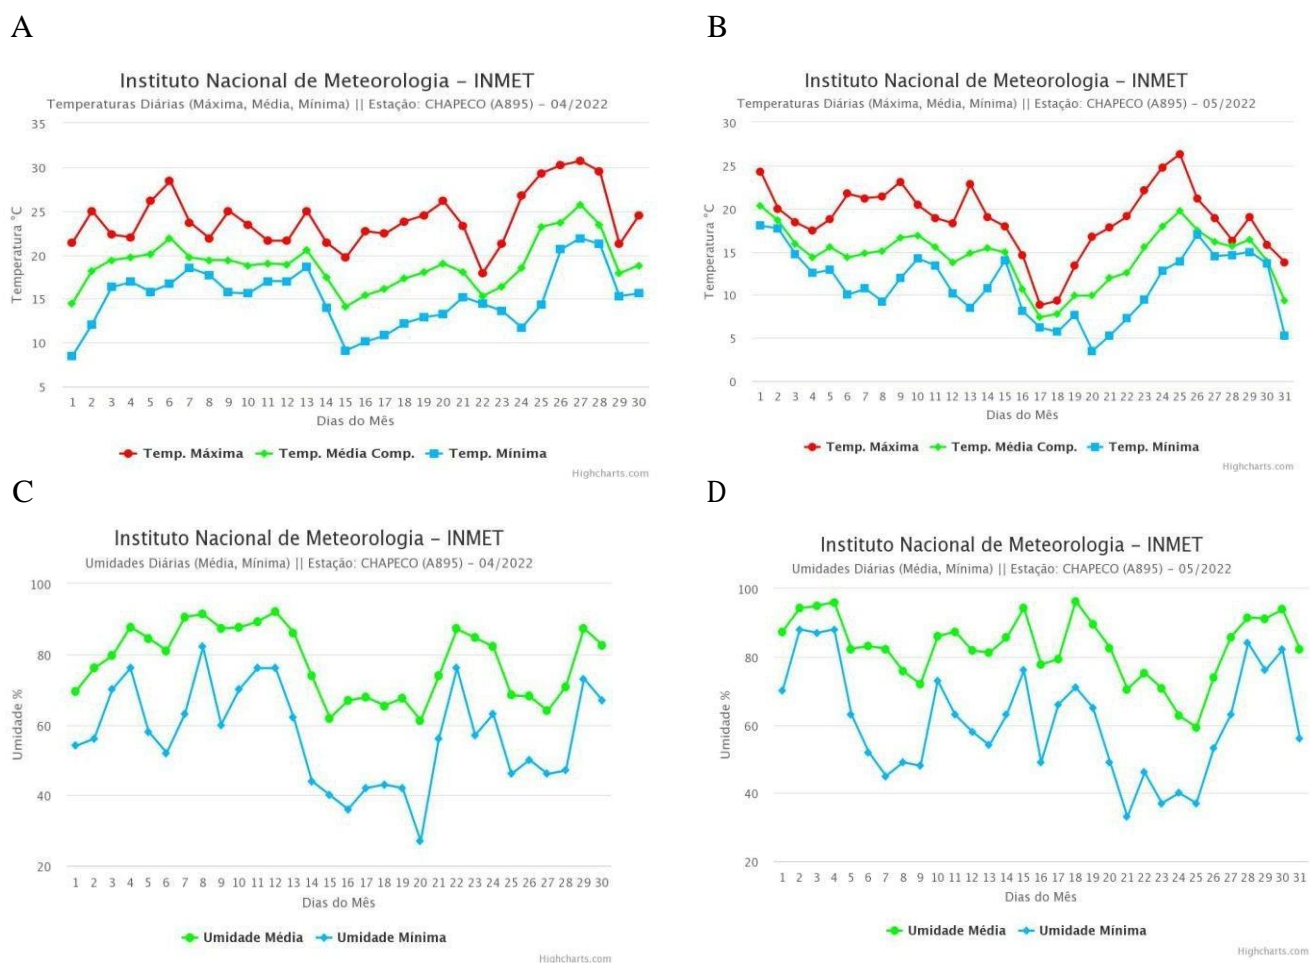 A
Instituto Nacional de Meteorologia – INMET
Temperaturas Diárias (Máxima, Média, Mínima) || Estação: CHAPECO (A895) – 04/2022
Temperatura °C
35
30
25
20
15
10
5
1 2 3 4 5 6 7 8 9 10 11 12 13 14 15 16 17 18 19 20 21 22 23 24 25 26 27 28 29 30
Dias do Mês
Temp. Máxima Temp. Média Comp. Temp. Mínima
Highcharts.com
B
Instituto Nacional de Meteorologia – INMET
Temperaturas Diárias (Máxima, Média, Mínima) || Estação: CHAPECO (A895) – 05/2022
Temperatura °C
30
25
20
15
10
5
0
1 2 3 4 5 6 7 8 9 10 11 12 13 14 15 16 17 18 19 20 21 22 23 24 25 26 27 28 29 30 31
Dias do Mês
Temp. Máxima Temp. Média Comp. Temp. Mínima
Highcharts.com
C
Instituto Nacional de Meteorologia – INMET
Umidades Diárias (Média, Mínima) || Estação: CHAPECO (A895) – 04/2022
Umidade %
100
80
60
40
20
1 2 3 4 5 6 7 8 9 10 11 12 13 14 15 16 17 18 19 20 21 22 23 24 25 26 27 28 29 30
Dias do Mês
Umidade Média Umidade Mínima
Highcharts.com
D
Instituto Nacional de Meteorologia – INMET
Umidades Diárias (Média, Mínima) || Estação: CHAPECO (A895) – 05/2022
Umidade %
100
80
60
40
20
1 2 3 4 5 6 7 8 9 10 11 12 13 14 15 16 17 18 19 20 21 22 23 24 25 26 27 28 29 30 31
Dias do Mês
Umidade Média Umidade Mínima
Highcharts.com